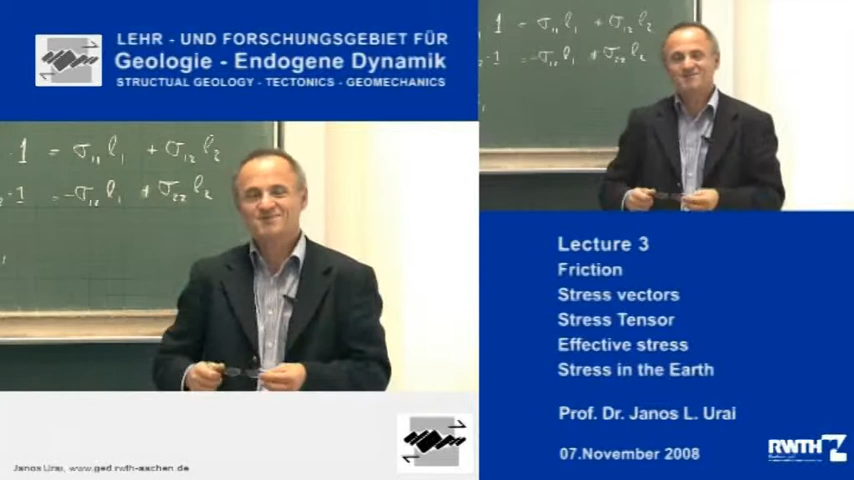 LEHR - UND FORSCHUNGSGEBIET FÜR
Geologie - Endogene Dynamik
STRUCTURAL GEOLOGY - TECTONICS - GEOMECHANICS
·1 = σ₁₁ l₁ + σ₁₂ l₂
·1 = -σ₁₂ l₁ + σ₂₂ l₂
1 = σ₁₁ l₁ + σ₁₂ l₂
·1 = -σ₁₂ l₁ + σ₂₂ l₂
Lecture 3
Friction
Stress vectors
Stress Tensor
Effective stress
Stress in the Earth
Prof. Dr. Janos L. Urai
07.November 2008
RWTH
Janos Urai, www.ged.rwth-aachen.de